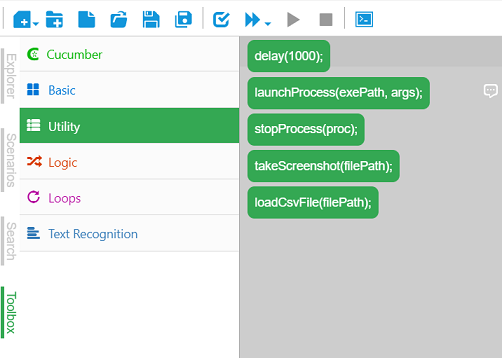 Explorer
Scenarios
Search
Toolbox
Cucumber
Basic
Utility
Logic
Loops
Text Recognition
delay(1000);
launchProcess(exePath, args);
stopProcess(proc);
takeScreenshot(filePath);
loadCsvFile(filePath);